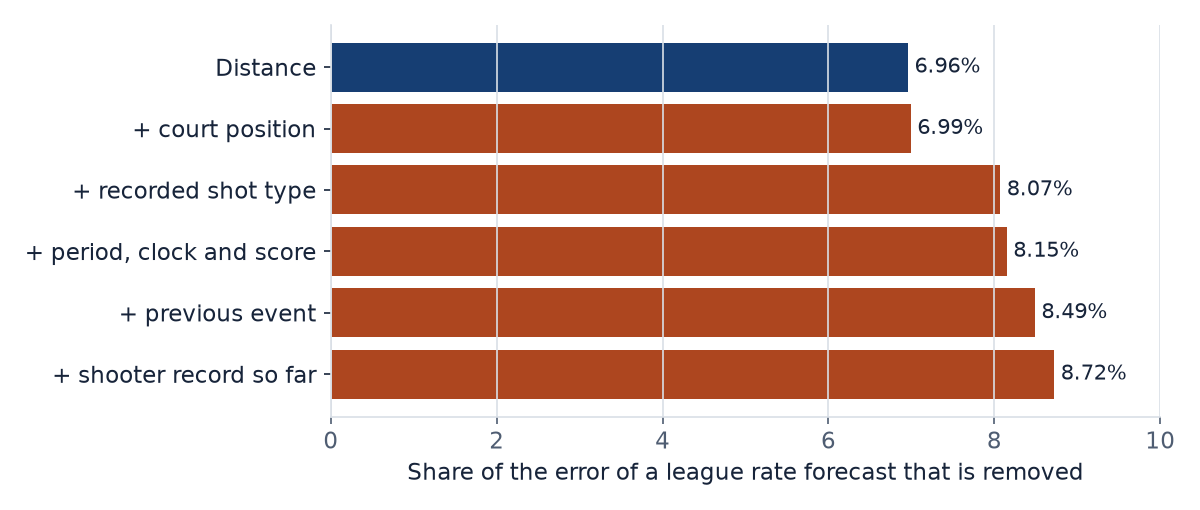 Distance
6.96%
+ court position
6.99%
+ recorded shot type
8.07%
+ period, clock and score
8.15%
+ previous event
8.49%
+ shooter record so far
8.72%
0 2 4 6 8 10
Share of the error of a league rate forecast that is removed